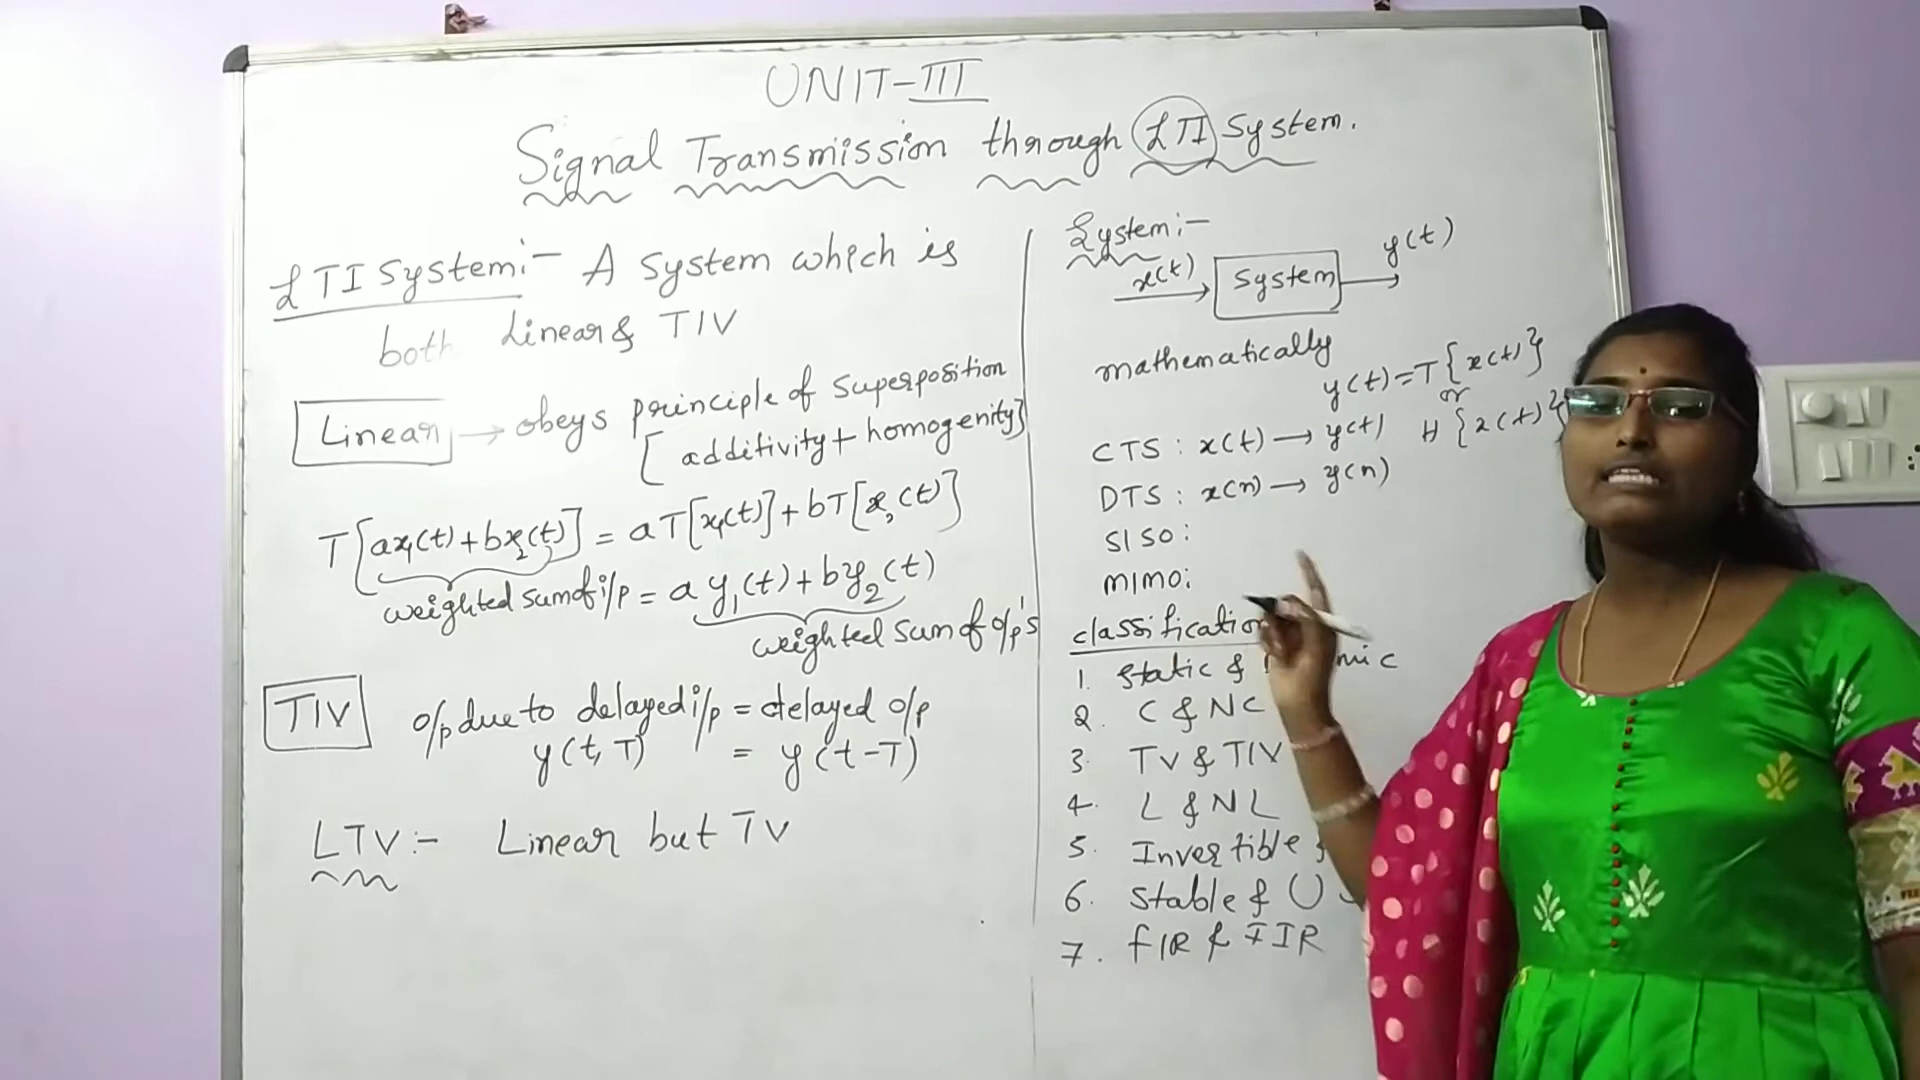 UNIT-III
Signal Transmission through LTI System.
LTI System:- A system which is
both Linear & TIV
Linear → obeys principle of superposition
[additivity + homogenity]
T[ax₁(t)+bx₂(t)] = aT[x₁(t)] + bT[x₂(t)]
weighted sum of i/p = a y₁(t) + by₂(t)
weighted sum of o/p's
TIV o/p due to delayed i/p = delayed o/p
y(t,T) = y(t-T)
LTV:- Linear but TV
System:-
x(t) → System → y(t)
mathematically
y(t)=T{x(t)}
or
H{x(t)}
CTS : x(t) → y(t)
DTS : x(n) → y(n)
SISO:
MIMO:
classification
1. Static &
2. C & NC
3. TV & TIV
4. L & NL
5. Invertible
6. Stable & U
7. FIR & IIR